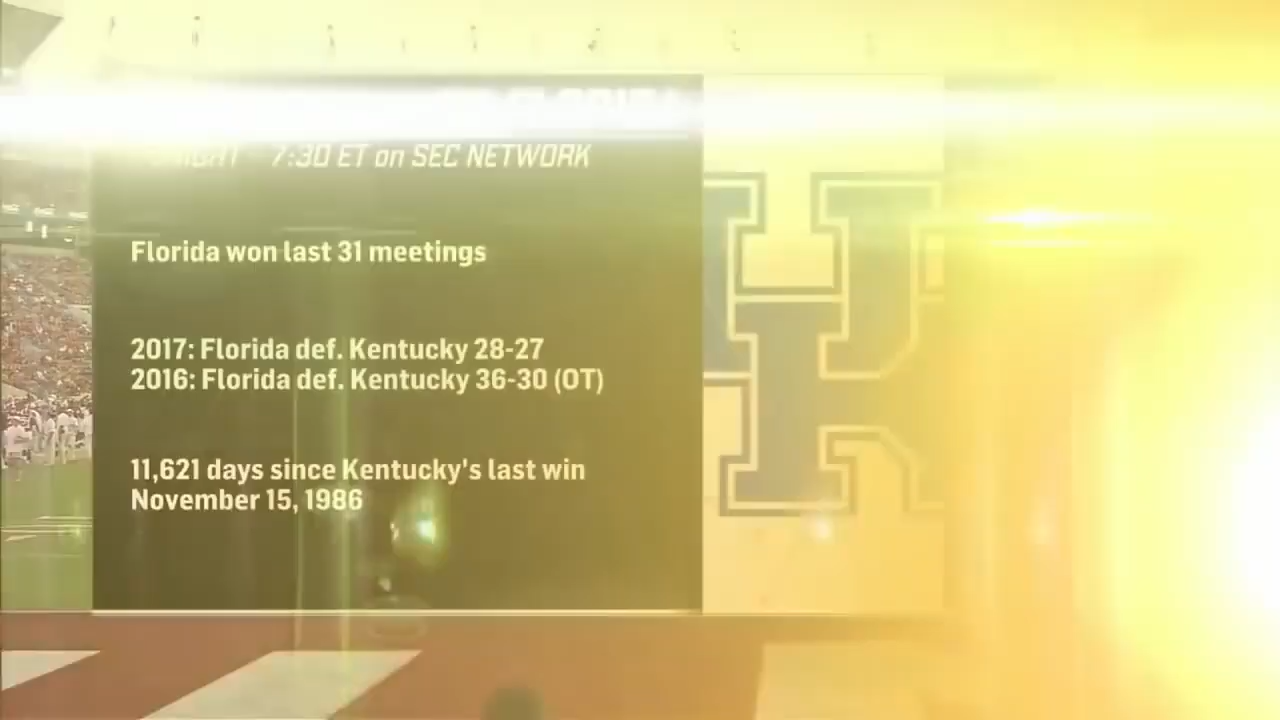 7:30 ET on SEC NETWORK
Florida won last 31 meetings
2017: Florida def. Kentucky 28-27
2016: Florida def. Kentucky 36-30 (OT)
11,621 days since Kentucky's last win
November 15, 1986